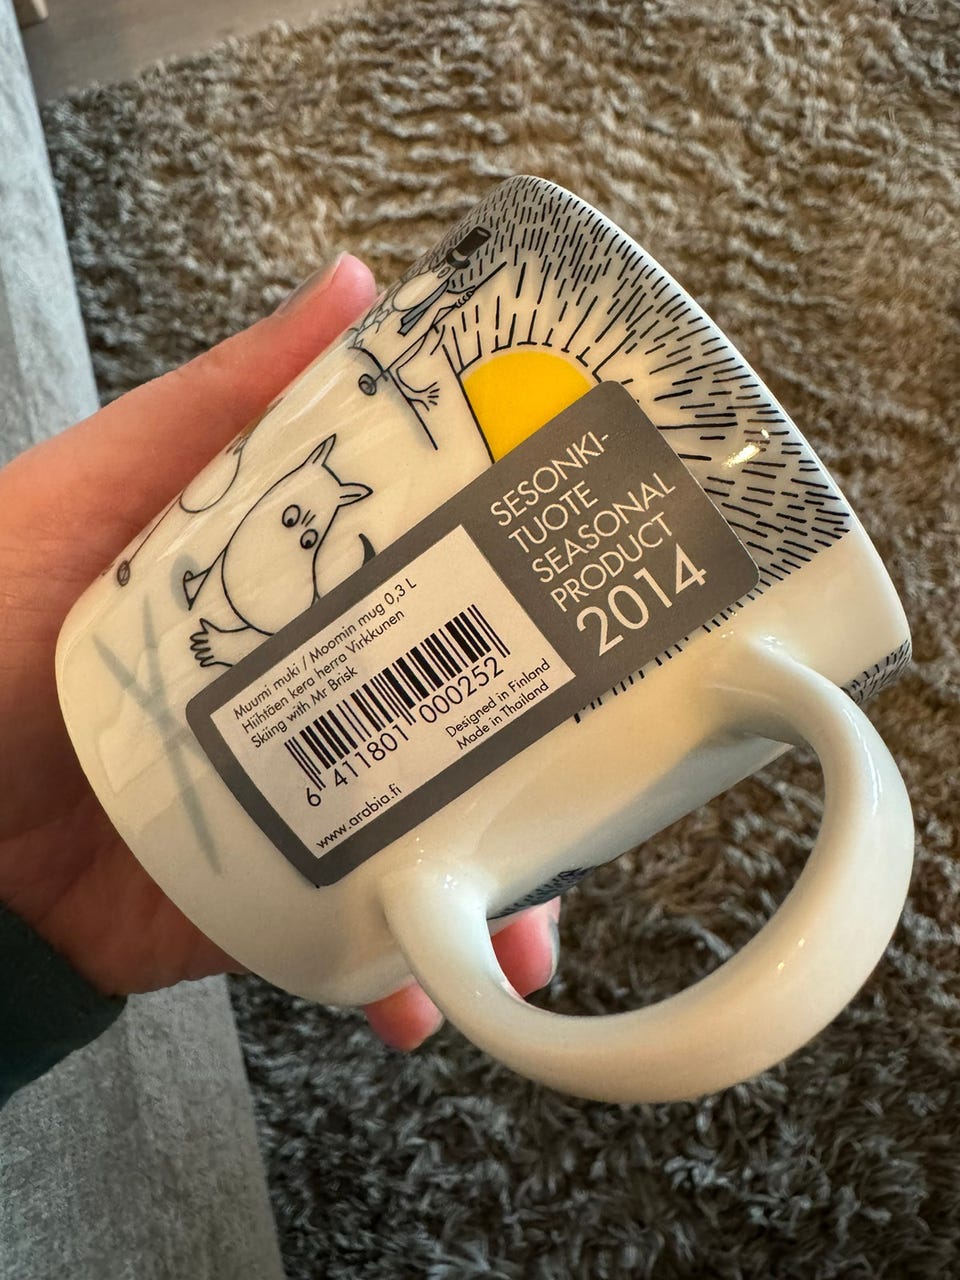 SESONKI-
TUOTE
SEASONAL
PRODUCT
2014
Muumi muki / Moomin mug 0,3 L
Hiihtäen kera herra Virkkunen
Skiing with Mr Brisk
6 411801 000252
Designed in Finland
Made in Thailand
www.arabia.fi